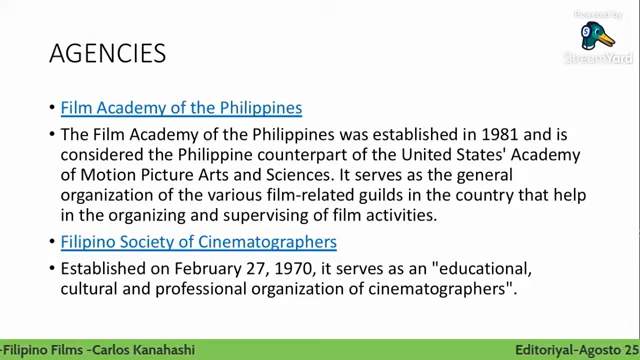 Powered by
StreamYard
AGENCIES
• Film Academy of the Philippines
• The Film Academy of the Philippines was established in 1981 and is
considered the Philippine counterpart of the United States' Academy
of Motion Picture Arts and Sciences. It serves as the general
organization of the various film-related guilds in the country that help
in the organizing and supervising of film activities.
• Filipino Society of Cinematographers
• Established on February 27, 1970, it serves as an "educational,
cultural and professional organization of cinematographers".
-Filipino Films -Carlos Kanahashi Editoriyal-Agosto 25